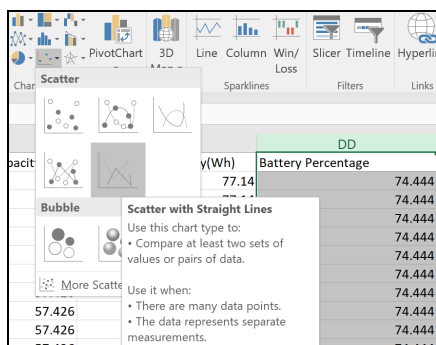 PivotChart 3D Line Column Win/ Slicer Timeline Hyperli
Loss
Char Sparklines Filters Links
Scatter
DD
pacit y(Wh) Battery Percentage
77.14 74.444
74.444
Bubble 74.444
74.444
74.444
74.444
74.444
74.444
74.444
More Scatte
57.426
57.426
Scatter with Straight Lines
Use this chart type to:
• Compare at least two sets of
values or pairs of data.
Use it when:
• There are many data points.
• The data represents separate
measurements.